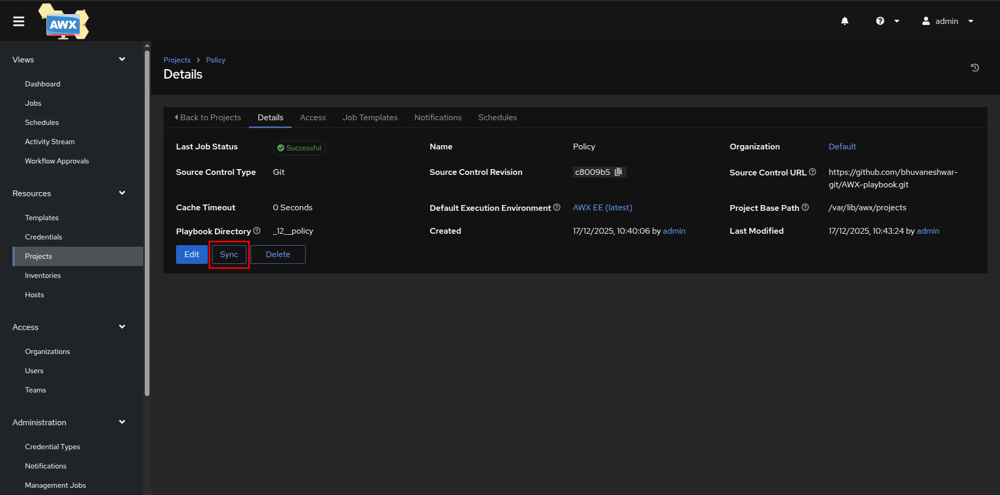 AWX
admin
Views
Dashboard
Jobs
Schedules
Activity Stream
Workflow Approvals
Resources
Templates
Credentials
Projects
Inventories
Hosts
Access
Organizations
Users
Teams
Administration
Credential Types
Notifications
Management Jobs
Projects Policy
Details
Back to Projects Details Access Job Templates Notifications Schedules
Last Job Status Successful Name Policy Organization Default
Source Control Type Git Source Control Revision c8009b5 Source Control URL https://github.com/bhuvaneshwar-
git/AWX-playbook.git
Cache Timeout 0 Seconds Default Execution Environment AWX EE (latest) Project Base Path /var/lib/awx/projects
Playbook Directory _12__policy Created 17/12/2025, 10:40:06 by admin Last Modified 17/12/2025, 10:43:24 by admin
Edit Sync Delete